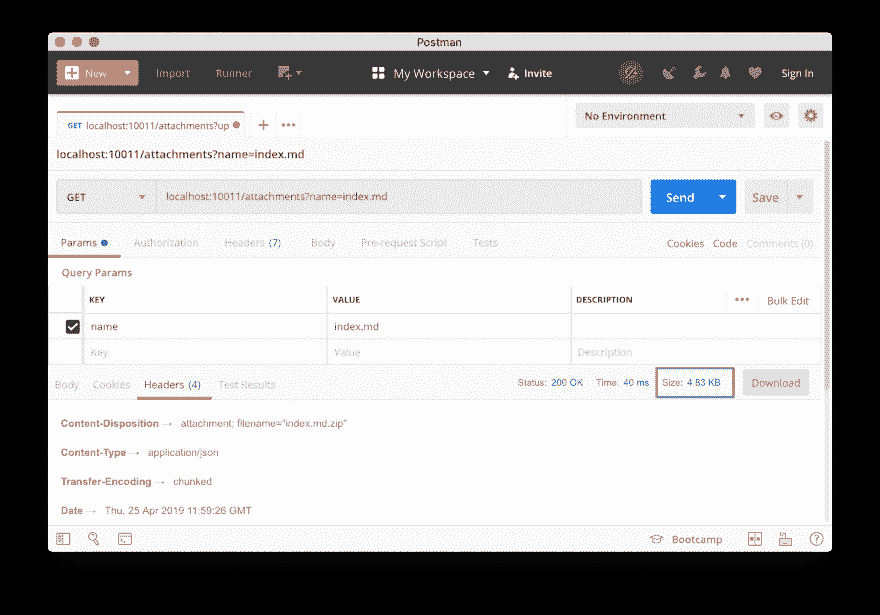 Postman
New Import Runner My Workspace Invite Sign In
GET localhost:10011/attachments?up + ••• No Environment
localhost:10011/attachments?name=index.md
GET localhost:10011/attachments?name=index.md Send Save
Params Authorization Headers (7) Body Pre-request Script Tests Cookies Code Comments (0)
Query Params
KEY VALUE DESCRIPTION ••• Bulk Edit
name index.md
Key Value Description
Body Cookies Headers (4) Test Results Status: 200 OK Time: 40 ms Size: 4.83 KB Download
Content-Disposition → attachment; filename="index.md.zip"
Content-Type → application/json
Transfer-Encoding → chunked
Date → Thu, 25 Apr 2019 11:59:26 GMT
Bootcamp